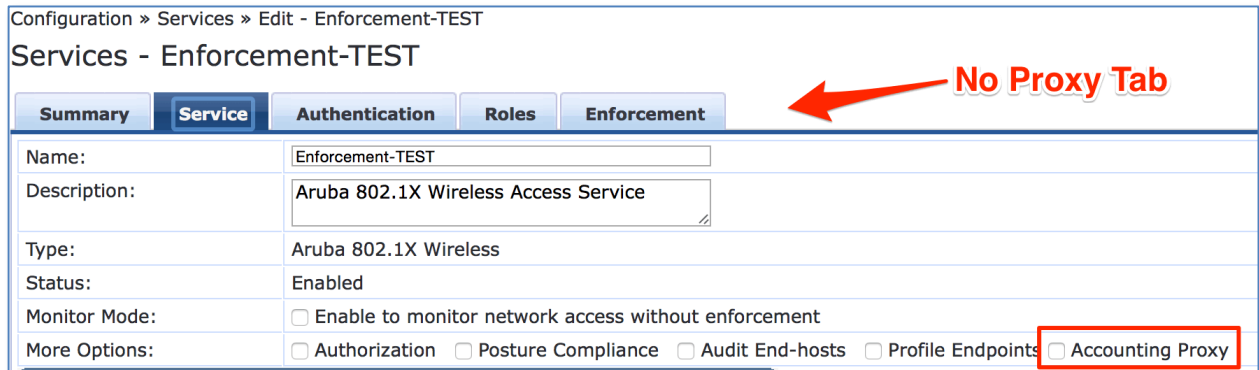 Configuration » Services » Edit - Enforcement-TEST
Services - Enforcement-TEST
No Proxy Tab
Summary Service Authentication Roles Enforcement
Name: Enforcement-TEST
Description: Aruba 802.1X Wireless Access Service
Type: Aruba 802.1X Wireless
Status: Enabled
Monitor Mode: Enable to monitor network access without enforcement
More Options: Authorization Posture Compliance Audit End-hosts Profile Endpoints Accounting Proxy